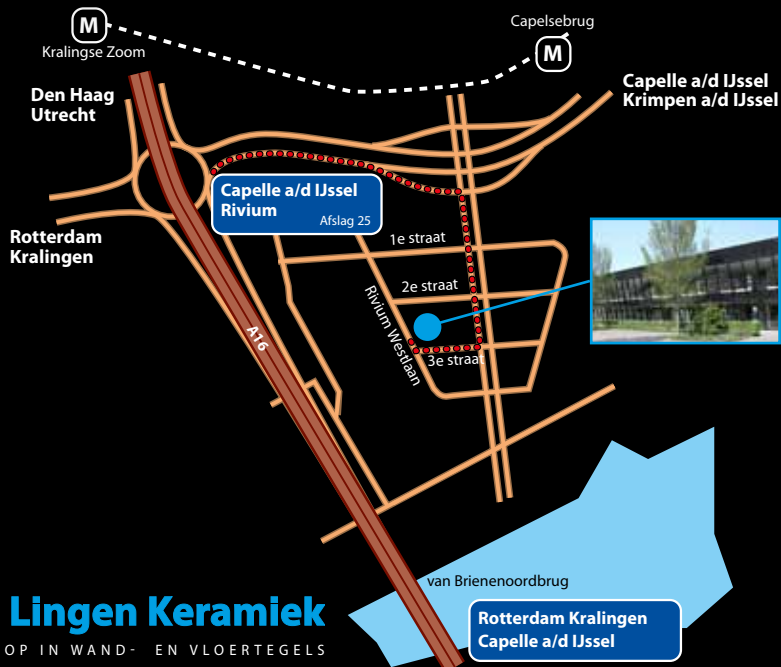 M
Kralingse Zoom
Capelsebrug
M
Den Haag
Utrecht
Capelle a/d IJssel
Krimpen a/d IJssel
Capelle a/d IJssel
Rivium
Afslag 25
Rotterdam
Kralingen
1e straat
2e straat
Rivium Westlaan
A16
3e straat
van Brienenoordbrug
Lingen Keramiek
OP IN WAND- EN VLOERTEGELS
Rotterdam Kralingen
Capelle a/d IJssel